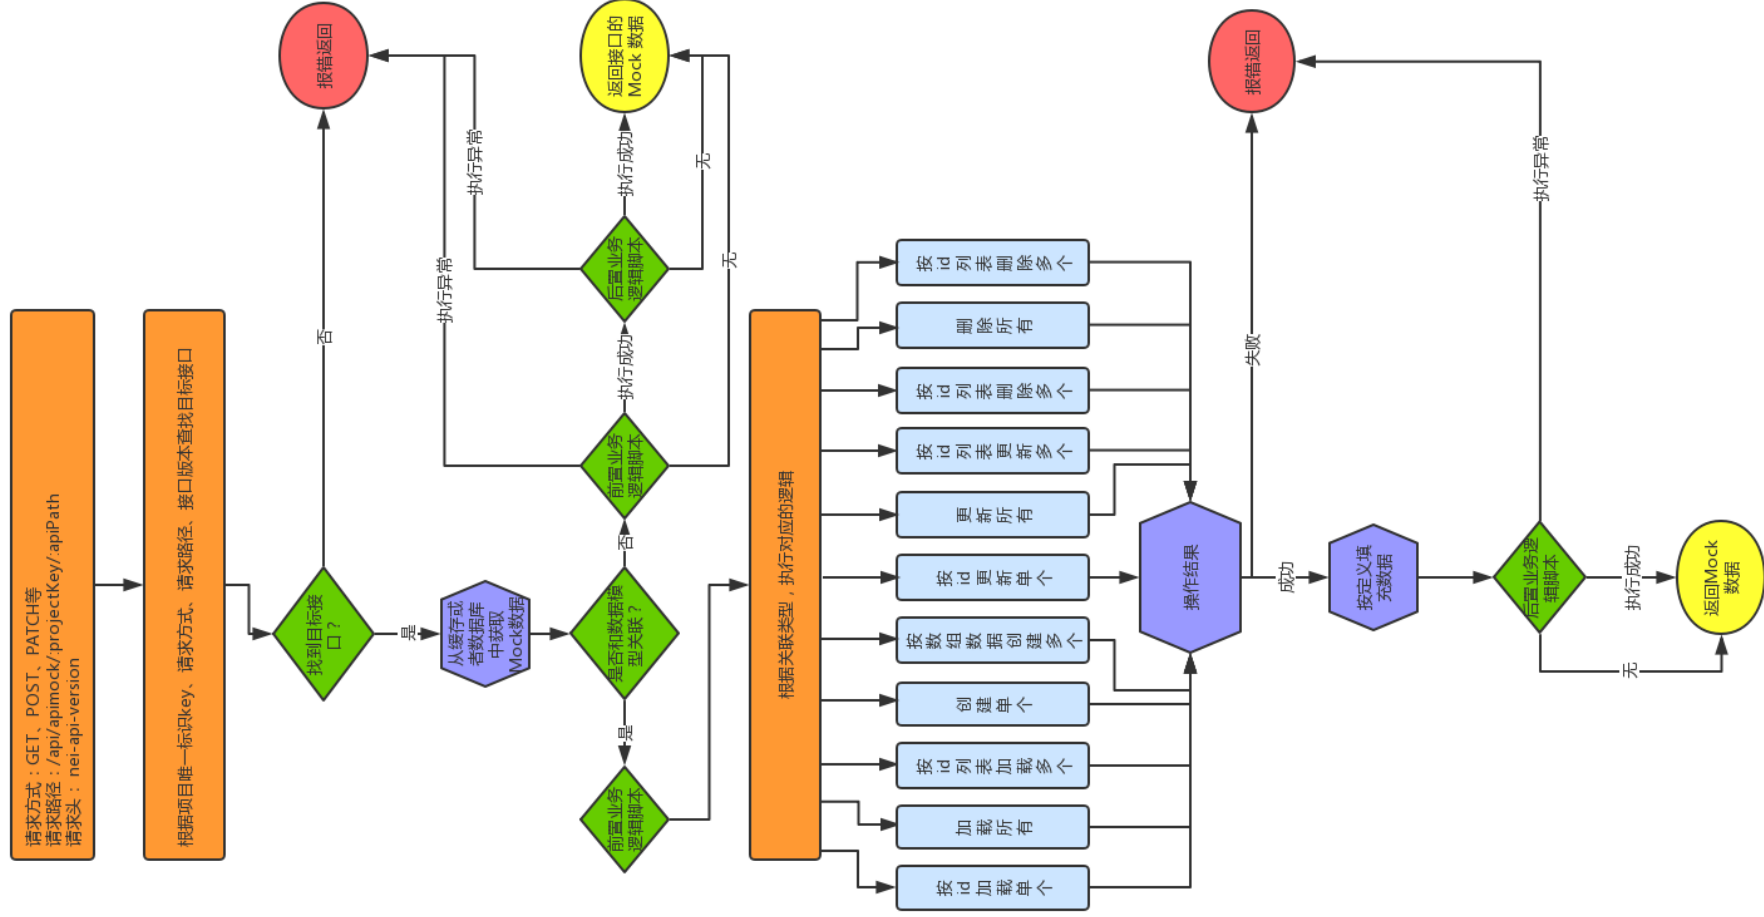 请求方式：GET、POST、PATCH等
请求路径：/api/apimock/:projectKey/:apiPath
请求头： nei-api-version
根据项目唯一标识key、请求方式、请求路径、接口版本查找目标接口
找到目标接
口？
否
报错返回
是
从缓存或
者数据库
中获取
Mock数据
执行异常
执行异常
是否和数据模
型关联？
是
否
前置业务
逻辑脚本
前置业务
逻辑脚本
执行成功
后置业务
逻辑脚本
执行成功
返回接口的
Mock 数据
无
无
根据关联类型，执行对应的逻辑
按id加载单个
加载所有
按id列表加载多个
创建单个
按数组数据创建多个
按id更新单个
更新所有
按id列表更新多个
按id列表删除多个
删除所有
按id列表删除多个
操作结果
失败
报错返回
成功
按定义填
充数据
后置业务逻
辑脚本
执行异常
无
执行成功
返回Mock
数据